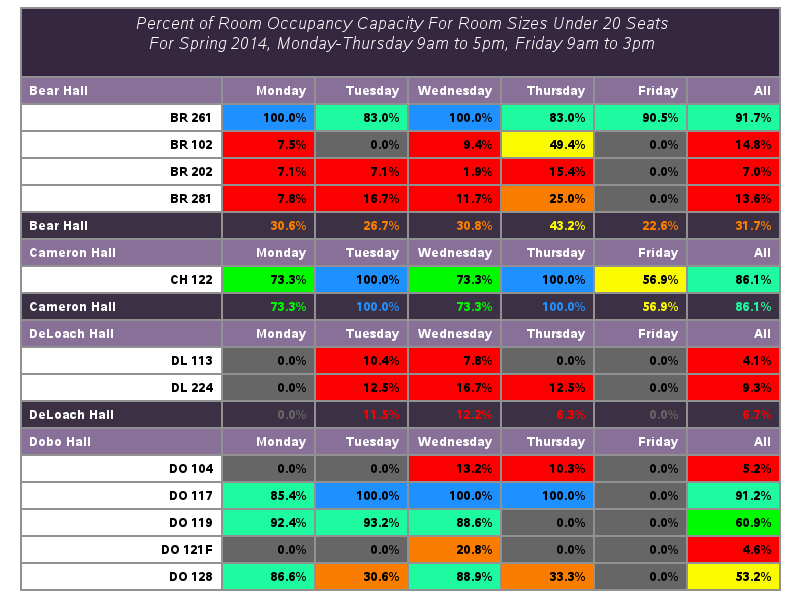 Percent of Room Occupancy Capacity For Room Sizes Under 20 Seats
For Spring 2014, Monday-Thursday 9am to 5pm, Friday 9am to 3pm
Bear Hall Monday Tuesday Wednesday Thursday Friday All
BR 261 100.0% 83.0% 100.0% 83.0% 90.5% 91.7%
BR 102 7.5% 0.0% 9.4% 49.4% 0.0% 14.8%
BR 202 7.1% 7.1% 1.9% 15.4% 0.0% 7.0%
BR 281 7.8% 16.7% 11.7% 25.0% 0.0% 13.6%
Bear Hall 30.6% 26.7% 30.8% 43.2% 22.6% 31.7%
Cameron Hall Monday Tuesday Wednesday Thursday Friday All
CH 122 73.3% 100.0% 73.3% 100.0% 56.9% 86.1%
Cameron Hall 73.3% 100.0% 73.3% 100.0% 56.9% 86.1%
DeLoach Hall Monday Tuesday Wednesday Thursday Friday All
DL 113 0.0% 10.4% 7.8% 0.0% 0.0% 4.1%
DL 224 0.0% 12.5% 16.7% 12.5% 0.0% 9.3%
DeLoach Hall 0.0% 11.5% 12.2% 6.3% 0.0% 6.7%
Dobo Hall Monday Tuesday Wednesday Thursday Friday All
DO 104 0.0% 0.0% 13.2% 10.3% 0.0% 5.2%
DO 117 85.4% 100.0% 100.0% 100.0% 0.0% 91.2%
DO 119 92.4% 93.2% 88.6% 0.0% 0.0% 60.9%
DO 121F 0.0% 0.0% 20.8% 0.0% 0.0% 4.6%
DO 128 86.6% 30.6% 88.9% 33.3% 0.0% 53.2%